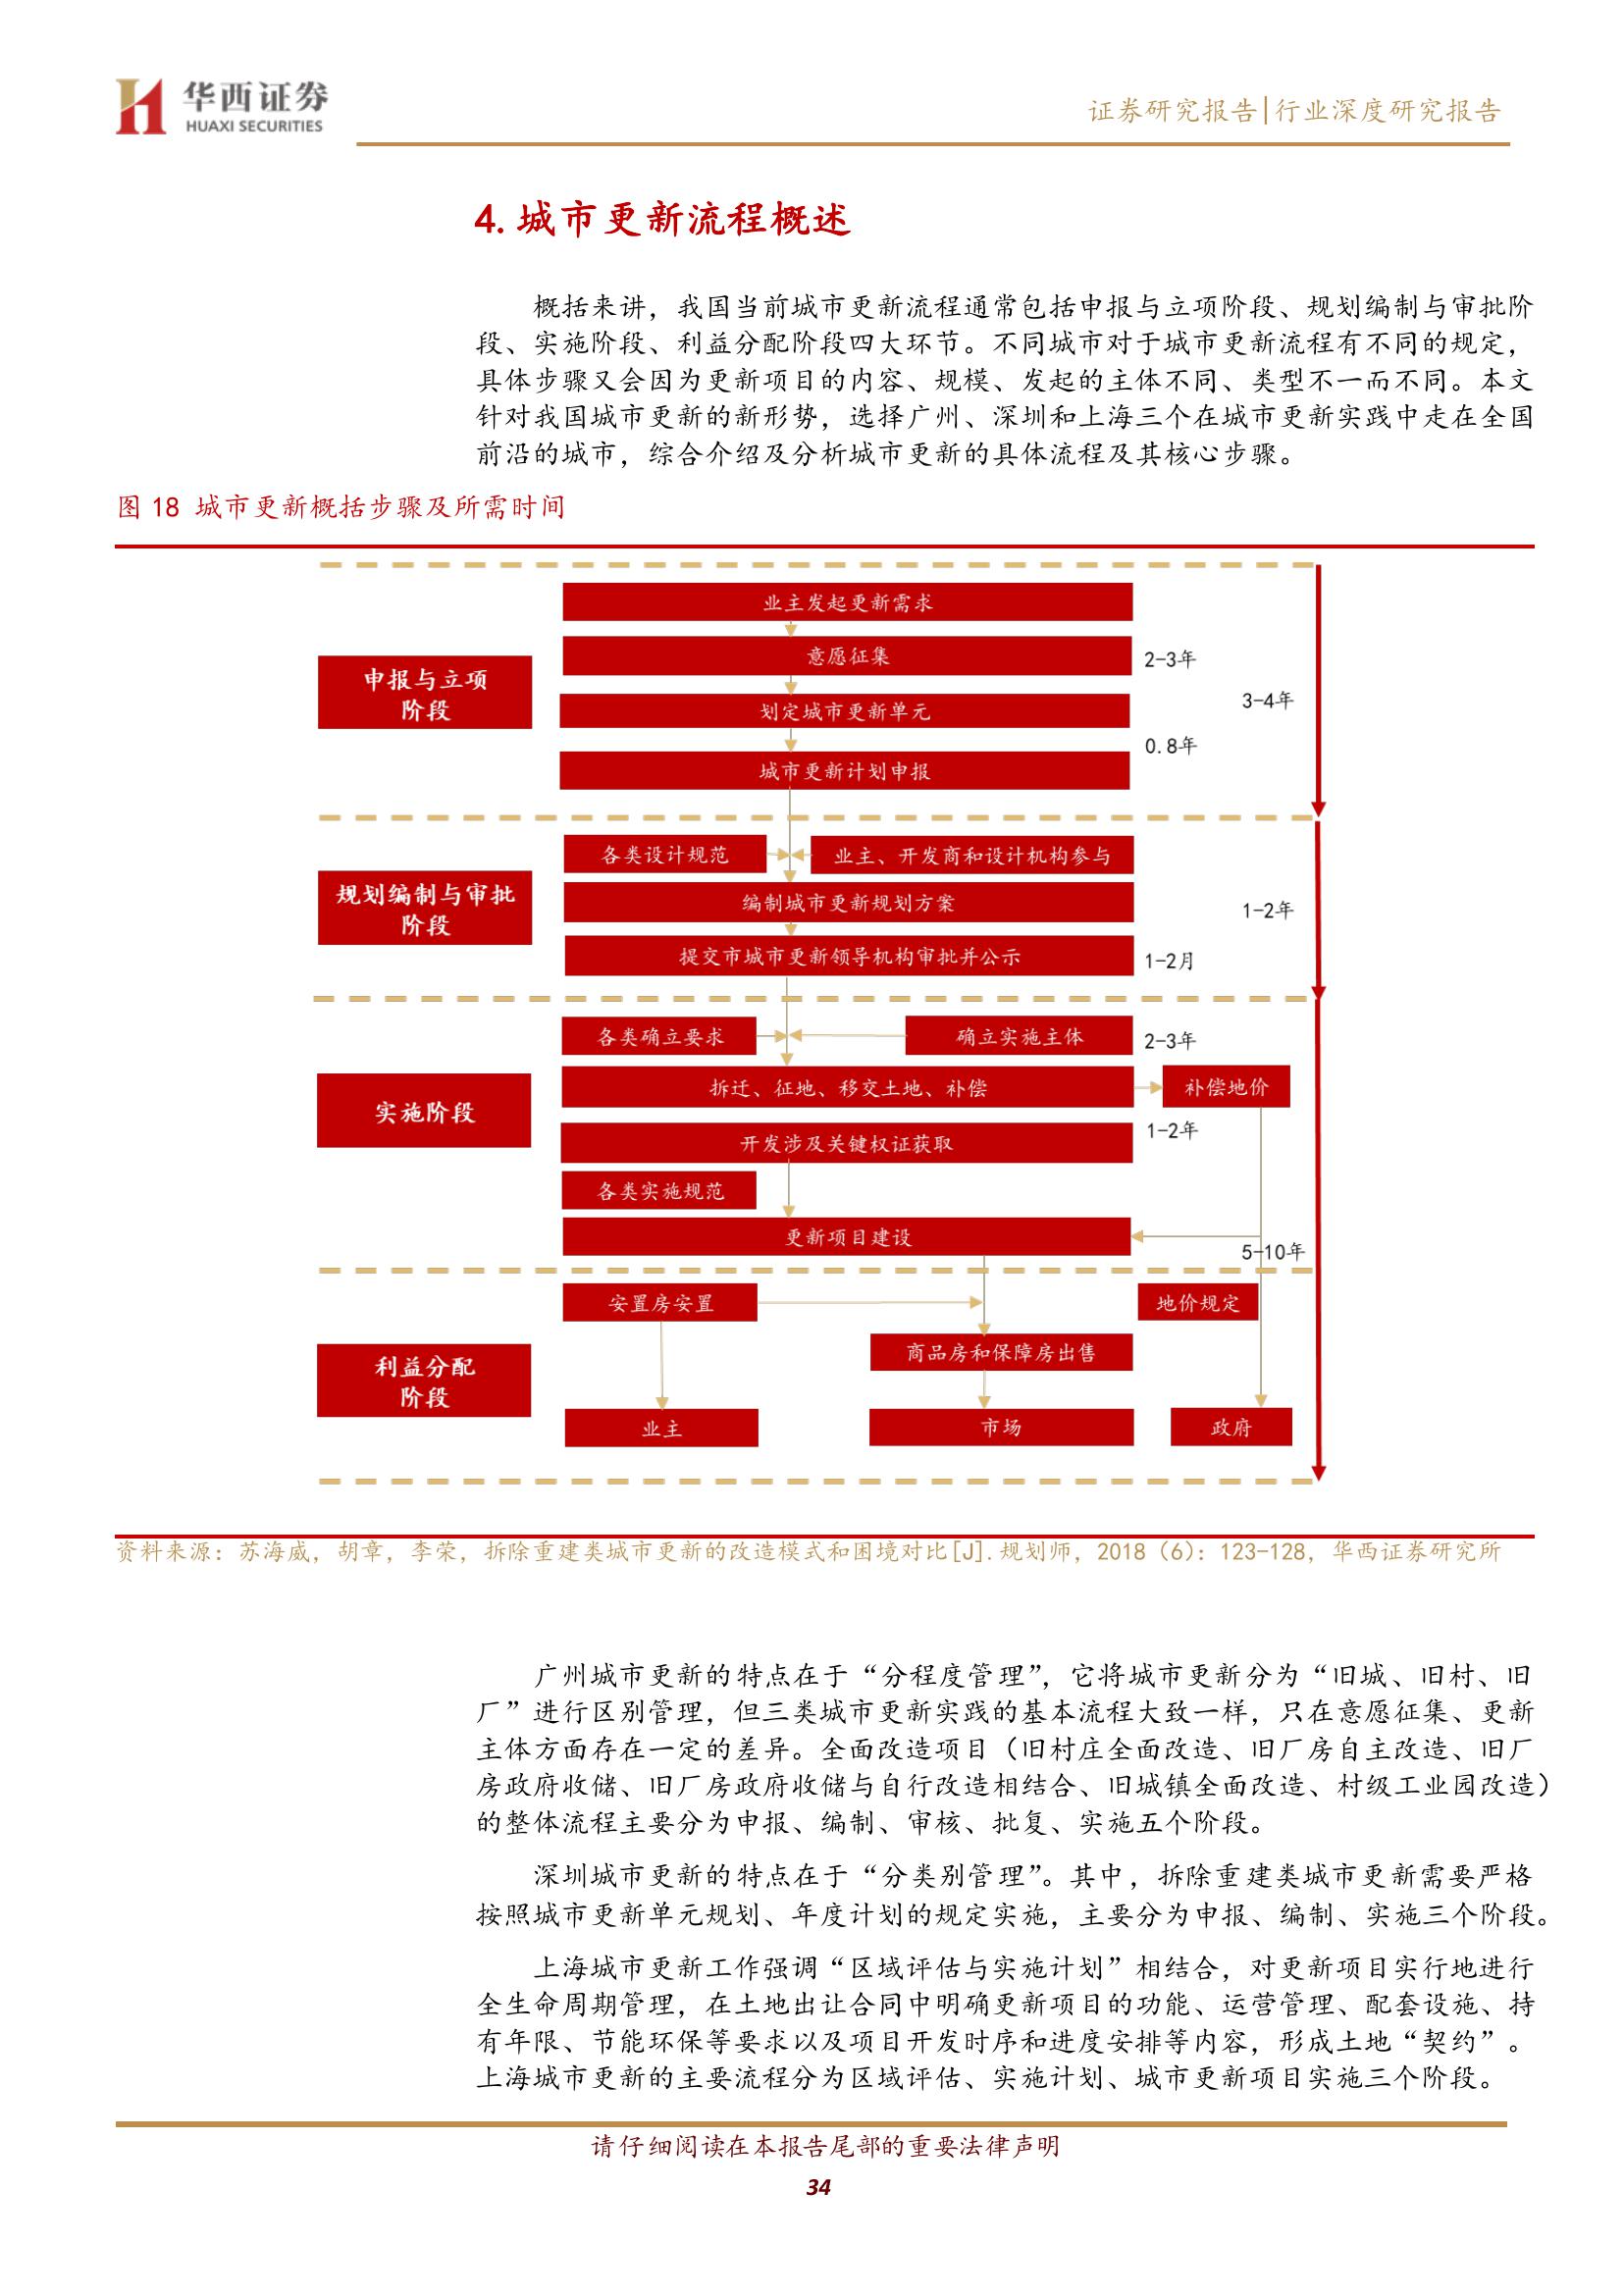 华西证券
HUAXI SECURITIES
证券研究报告|行业深度研究报告
4. 城市更新流程概述
概括来讲，我国当前城市更新流程通常包括申报与立项阶段、规划编制与审批阶
段、实施阶段、利益分配阶段四大环节。不同城市对于城市更新流程有不同的规定，
具体步骤又会因为更新项目的内容、规模、发起的主体不同、类型不一而不同。本文
针对我国城市更新的新形势，选择广州、深圳和上海三个在城市更新实践中走在全国
前沿的城市，综合介绍及分析城市更新的具体流程及其核心步骤。
图 18 城市更新概括步骤及所需时间
业主发起更新需求
意愿征集
2-3年
申报与立项
阶段
3-4年
划定城市更新单元
0.8年
城市更新计划申报
各类设计规范
业主、开发商和设计机构参与
规划编制与审批
阶段
编制城市更新规划方案
1-2年
提交市城市更新领导机构审批并公示
1-2月
各类确立要求
确立实施主体
2-3年
拆迁、征地、移交土地、补偿
补偿地价
实施阶段
1-2年
开发涉及关键权证获取
各类实施规范
更新项目建设
5-10年
安置房安置
地价规定
商品房和保障房出售
利益分配
阶段
业主
市场
政府
资料来源：苏海威，胡章，李荣，拆除重建类城市更新的改造模式和困境对比[J].规划师，2018（6）：123-128，华西证券研究所
广州城市更新的特点在于“分程度管理”，它将城市更新分为“旧城、旧村、旧
厂”进行区别管理，但三类城市更新实践的基本流程大致一样，只在意愿征集、更新
主体方面存在一定的差异。全面改造项目（旧村庄全面改造、旧厂房自主改造、旧厂
房政府收储、旧厂房政府收储与自行改造相结合、旧城镇全面改造、村级工业园改造）
的整体流程主要分为申报、编制、审核、批复、实施五个阶段。
深圳城市更新的特点在于“分类别管理”。其中，拆除重建类城市更新需要严格
按照城市更新单元规划、年度计划的规定实施，主要分为申报、编制、实施三个阶段。
上海城市更新工作强调“区域评估与实施计划”相结合，对更新项目实行地进行
全生命周期管理，在土地出让合同中明确更新项目的功能、运营管理、配套设施、持
有年限、节能环保等要求以及项目开发时序和进度安排等内容，形成土地“契约”。
上海城市更新的主要流程分为区域评估、实施计划、城市更新项目实施三个阶段。
请仔细阅读在本报告尾部的重要法律声明
34